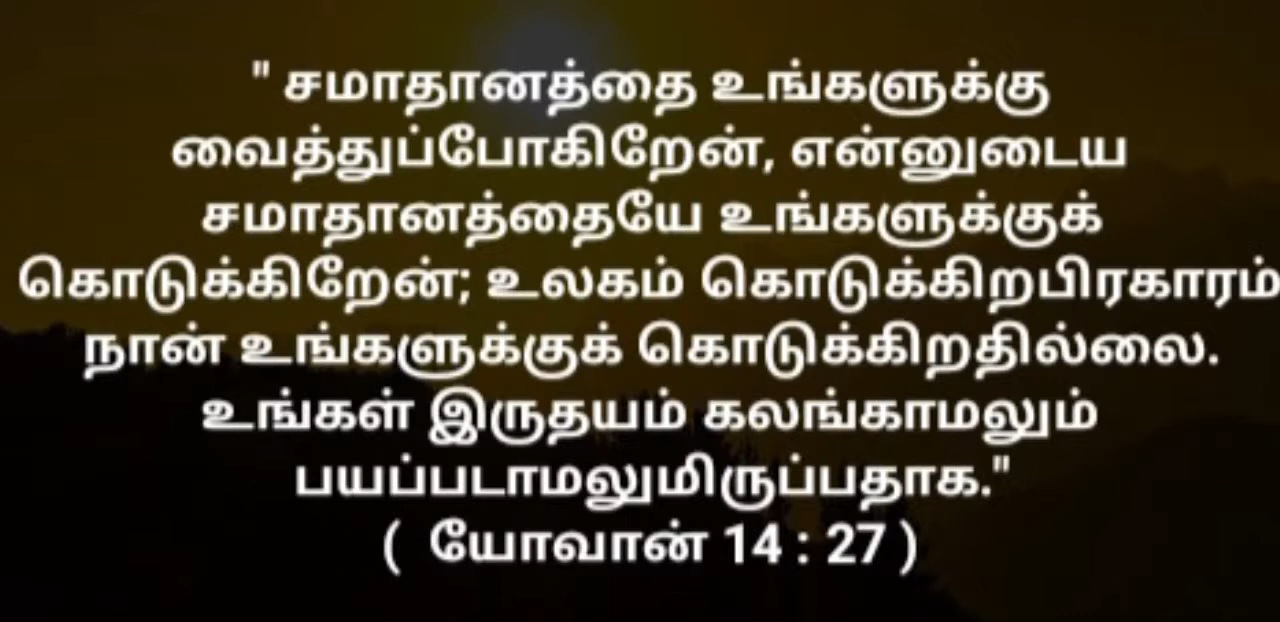 " சமாதானத்தை உங்களுக்கு
வைத்துப்போகிறேன், என்னுடைய
சமாதானத்தையே உங்களுக்குக்
கொடுக்கிறேன்; உலகம் கொடுக்கிறபிரகாரம்
நான் உங்களுக்குக் கொடுக்கிறதில்லை.
உங்கள் இருதயம் கலங்காமலும்
பயப்படாமலுமிருப்பதாக."
( யோவான் 14 : 27 )